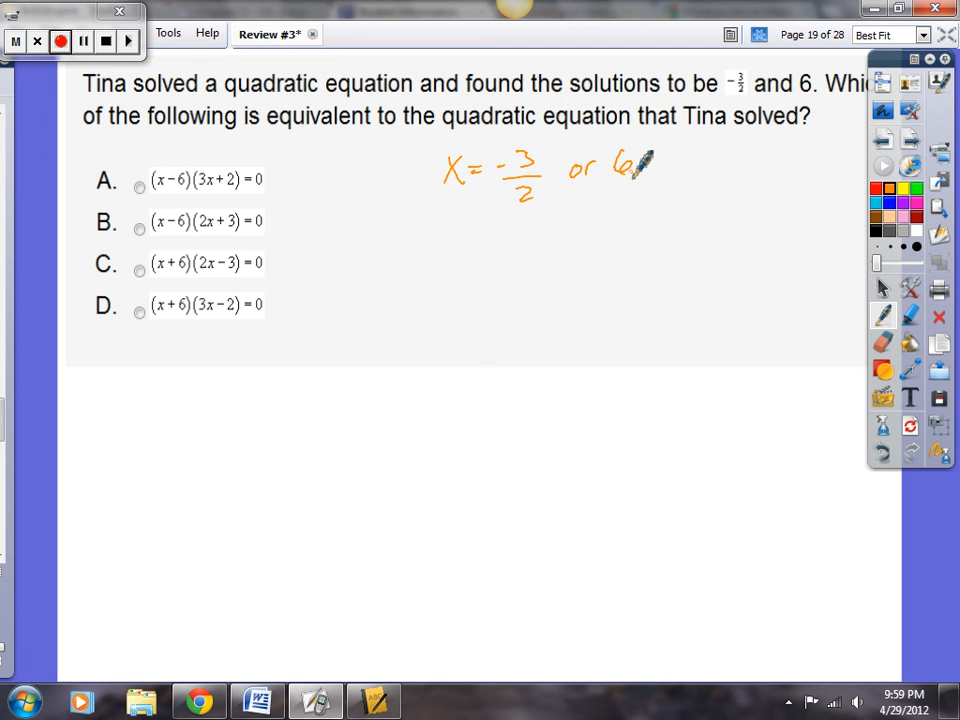 M
Tools Help Review #3* Page 19 of 28 Best Fit
Tina solved a quadratic equation and found the solutions to be -3/2 and 6. Whic
of the following is equivalent to the quadratic equation that Tina solved?
x = -3/2 or 6
A. (x − 6)(3x + 2) = 0
B. (x − 6)(2x + 3) = 0
C. (x + 6)(2x − 3) = 0
D. (x + 6)(3x − 2) = 0
T
W
ABC
9:59 PM
4/29/2012